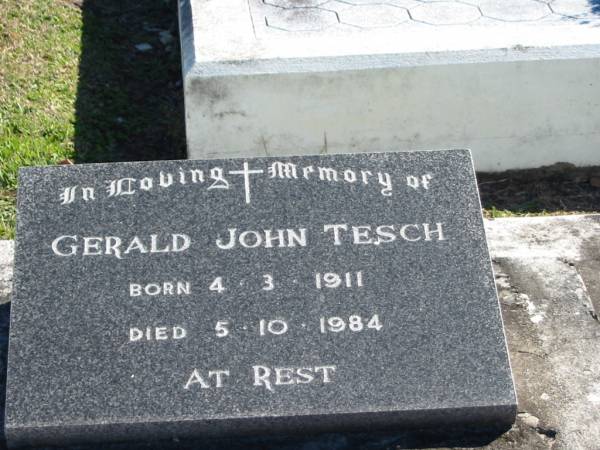 In Loving Memory of
GERALD JOHN TESCH
BORN 4 · 3 · 1911
DIED 5 · 10 · 1984
AT REST